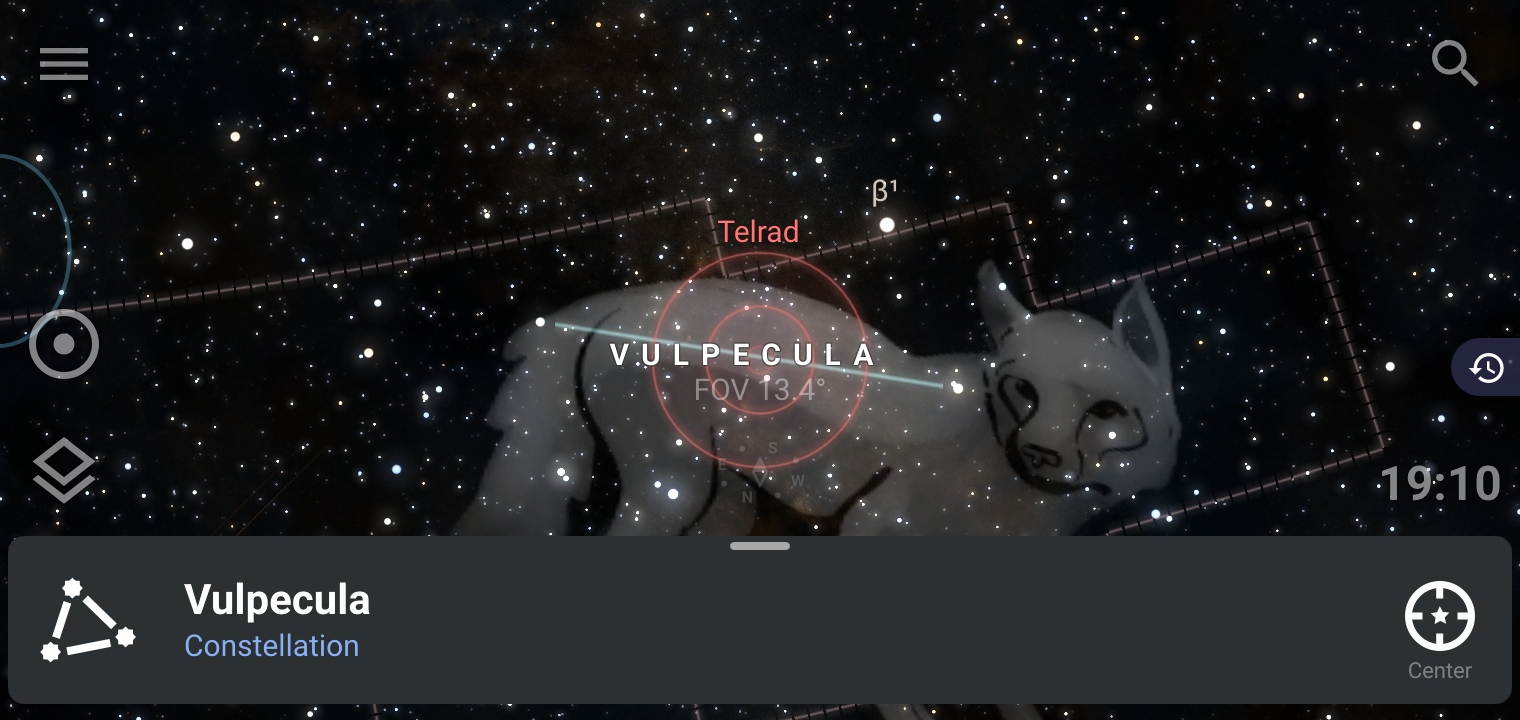 β¹
Telrad
VULPECULA
FOV 13.4°
S
E
W
N
19:10
Vulpecula
Constellation
Center